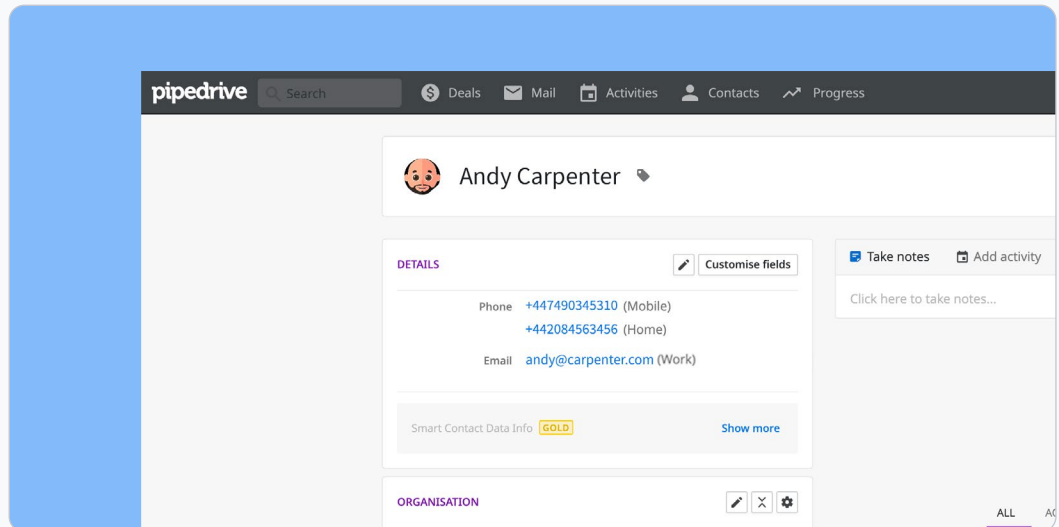 pipedrive Search Deals Mail Activities Contacts Progress
Andy Carpenter
DETAILS Customise fields
Phone +447490345310 (Mobile)
+442084563456 (Home)
Email andy@carpenter.com (Work)
Smart Contact Data Info GOLD Show more
ORGANISATION
Take notes Add activity
Click here to take notes...
ALL